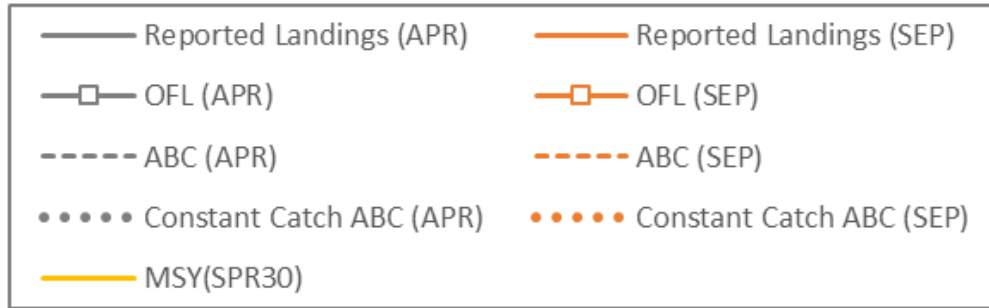 Reported Landings (APR) Reported Landings (SEP)
OFL (APR) OFL (SEP)
ABC (APR) ABC (SEP)
Constant Catch ABC (APR) Constant Catch ABC (SEP)
MSY(SPR30)